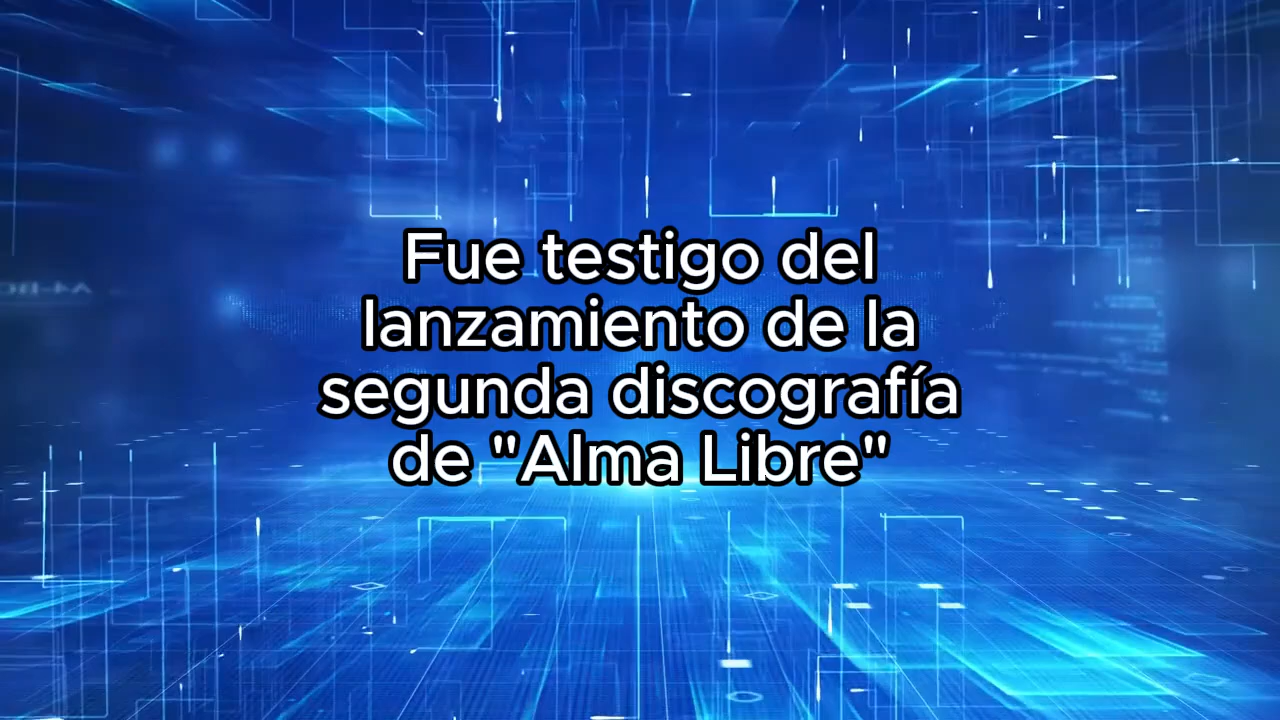 Fue testigo del
lanzamiento de la
segunda discografía
de "Alma Libre"